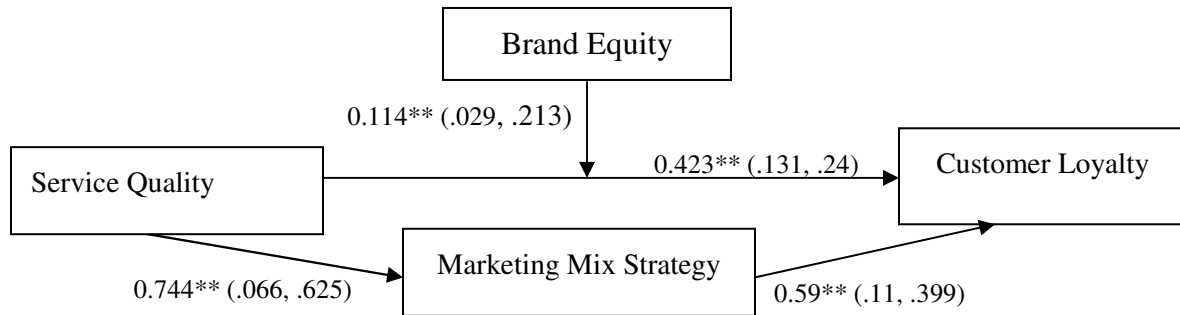 Brand Equity
0.114** (.029, .213)
Service Quality
0.423** (.131, .24)
Customer Loyalty
Marketing Mix Strategy
0.744** (.066, .625)
0.59** (.11, .399)